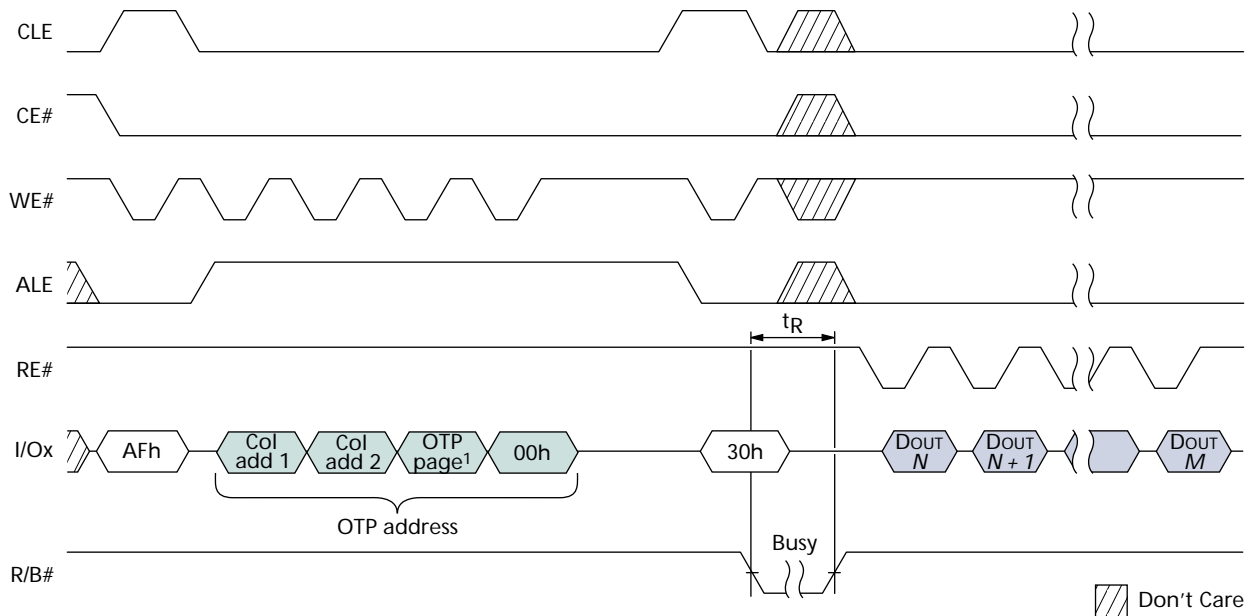 CLE
CE#
WE#
ALE
tR
RE#
I/Ox
AFh
Col
add 1
Col
add 2
OTP
page1
00h
30h
DOUT
N
DOUT
N + 1
DOUT
M
OTP address
Busy
R/B#
Don't Care